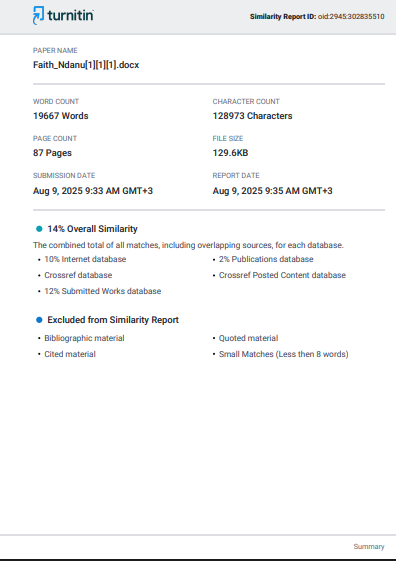 turnitin
Similarity Report ID: oid:2945:302835510
PAPER NAME
Faith_Ndanu[1][1][1].docx
WORD COUNT
CHARACTER COUNT
19667 Words
128973 Characters
PAGE COUNT
FILE SIZE
87 Pages
129.6KB
SUBMISSION DATE
REPORT DATE
Aug 9, 2025 9:33 AM GMT+3
Aug 9, 2025 9:35 AM GMT+3
● 14% Overall Similarity
The combined total of all matches, including overlapping sources, for each database.
• 10% Internet database
• 2% Publications database
• Crossref database
• Crossref Posted Content database
• 12% Submitted Works database
● Excluded from Similarity Report
• Bibliographic material
• Quoted material
• Cited material
• Small Matches (Less then 8 words)
Summary